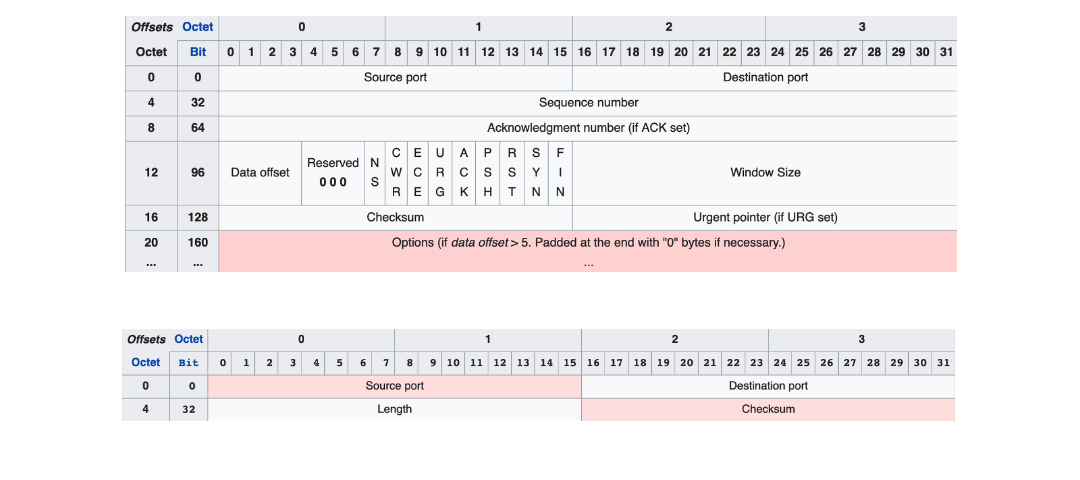 Offsets Octet 0 1 2 3
Octet Bit 0 1 2 3 4 5 6 7 8 9 10 11 12 13 14 15 16 17 18 19 20 21 22 23 24 25 26 27 28 29 30 31
0 0 Source port Destination port
4 32 Sequence number
8 64 Acknowledgment number (if ACK set)
12 96 Data offset Reserved 0 0 0 NS CWR ECE URG ACK PSH RST SYN FIN Window Size
16 128 Checksum Urgent pointer (if URG set)
20 160 Options (if data offset > 5. Padded at the end with "0" bytes if necessary.)
... ... ...
Offsets Octet 0 1 2 3
Octet Bit 0 1 2 3 4 5 6 7 8 9 10 11 12 13 14 15 16 17 18 19 20 21 22 23 24 25 26 27 28 29 30 31
0 0 Source port Destination port
4 32 Length Checksum